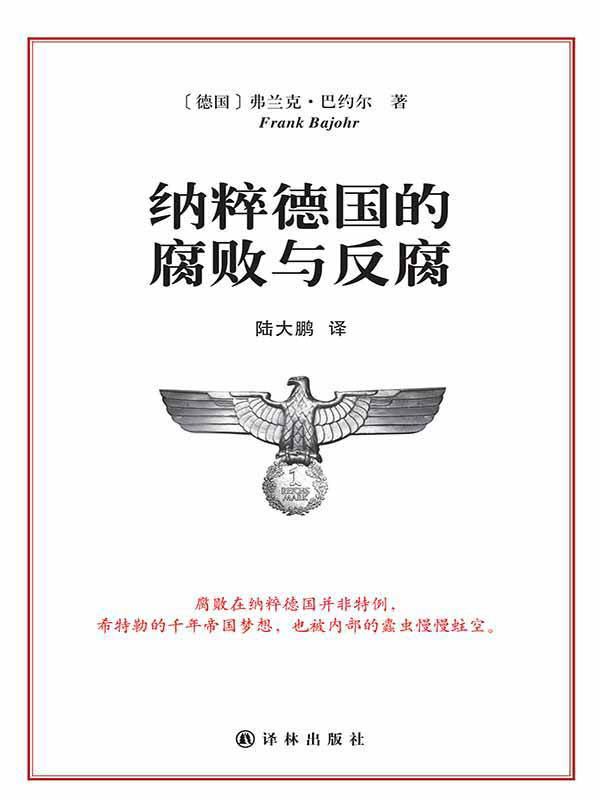 〔德国〕弗兰克·巴约尔 著
Frank Bajohr
纳粹德国的
腐败与反腐
陆大鹏 译
1
REICHS
MARK
腐败在纳粹德国并非特例，
希特勒的千年帝国梦想，也被内部的蠹虫慢慢蛀空。
译林出版社